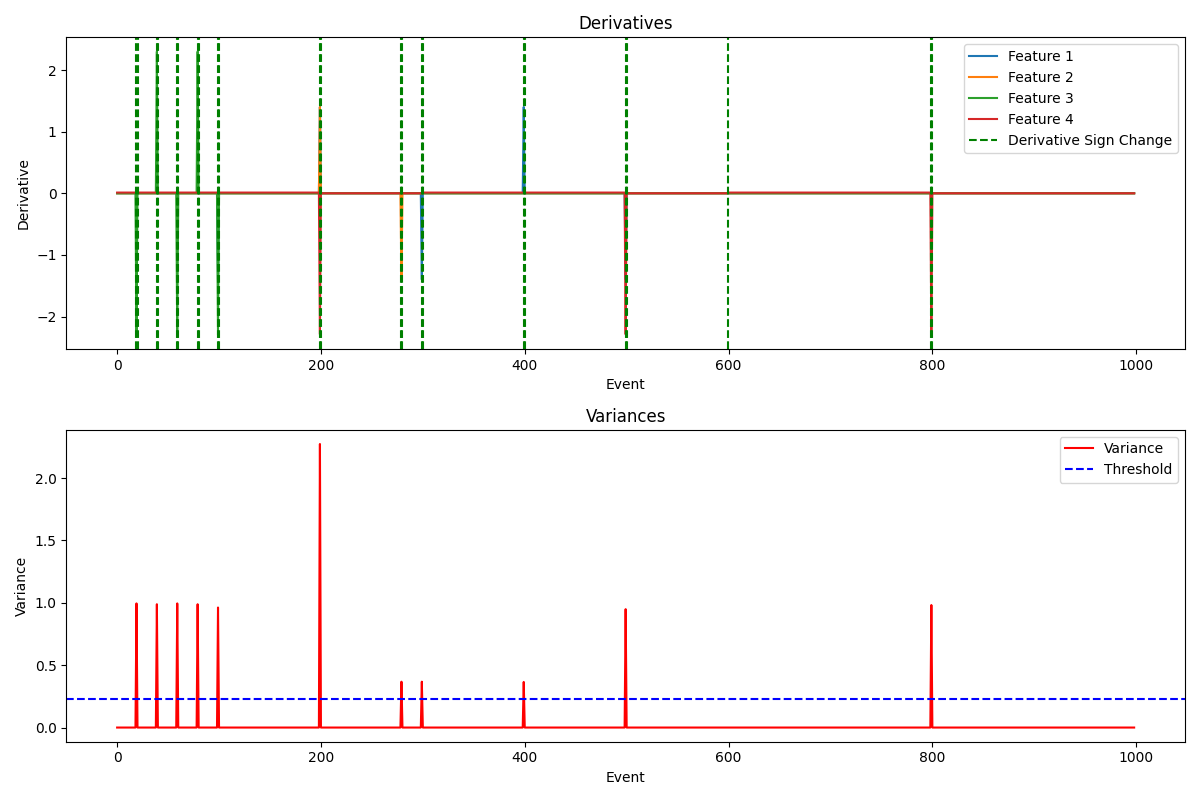 Derivatives
Derivative
2
1
0
−1
−2
0 200 400 600 800 1000
Event
Feature 1
Feature 2
Feature 3
Feature 4
Derivative Sign Change
Variances
Variance
2.0
1.5
1.0
0.5
0.0
0 200 400 600 800 1000
Event
Variance
Threshold